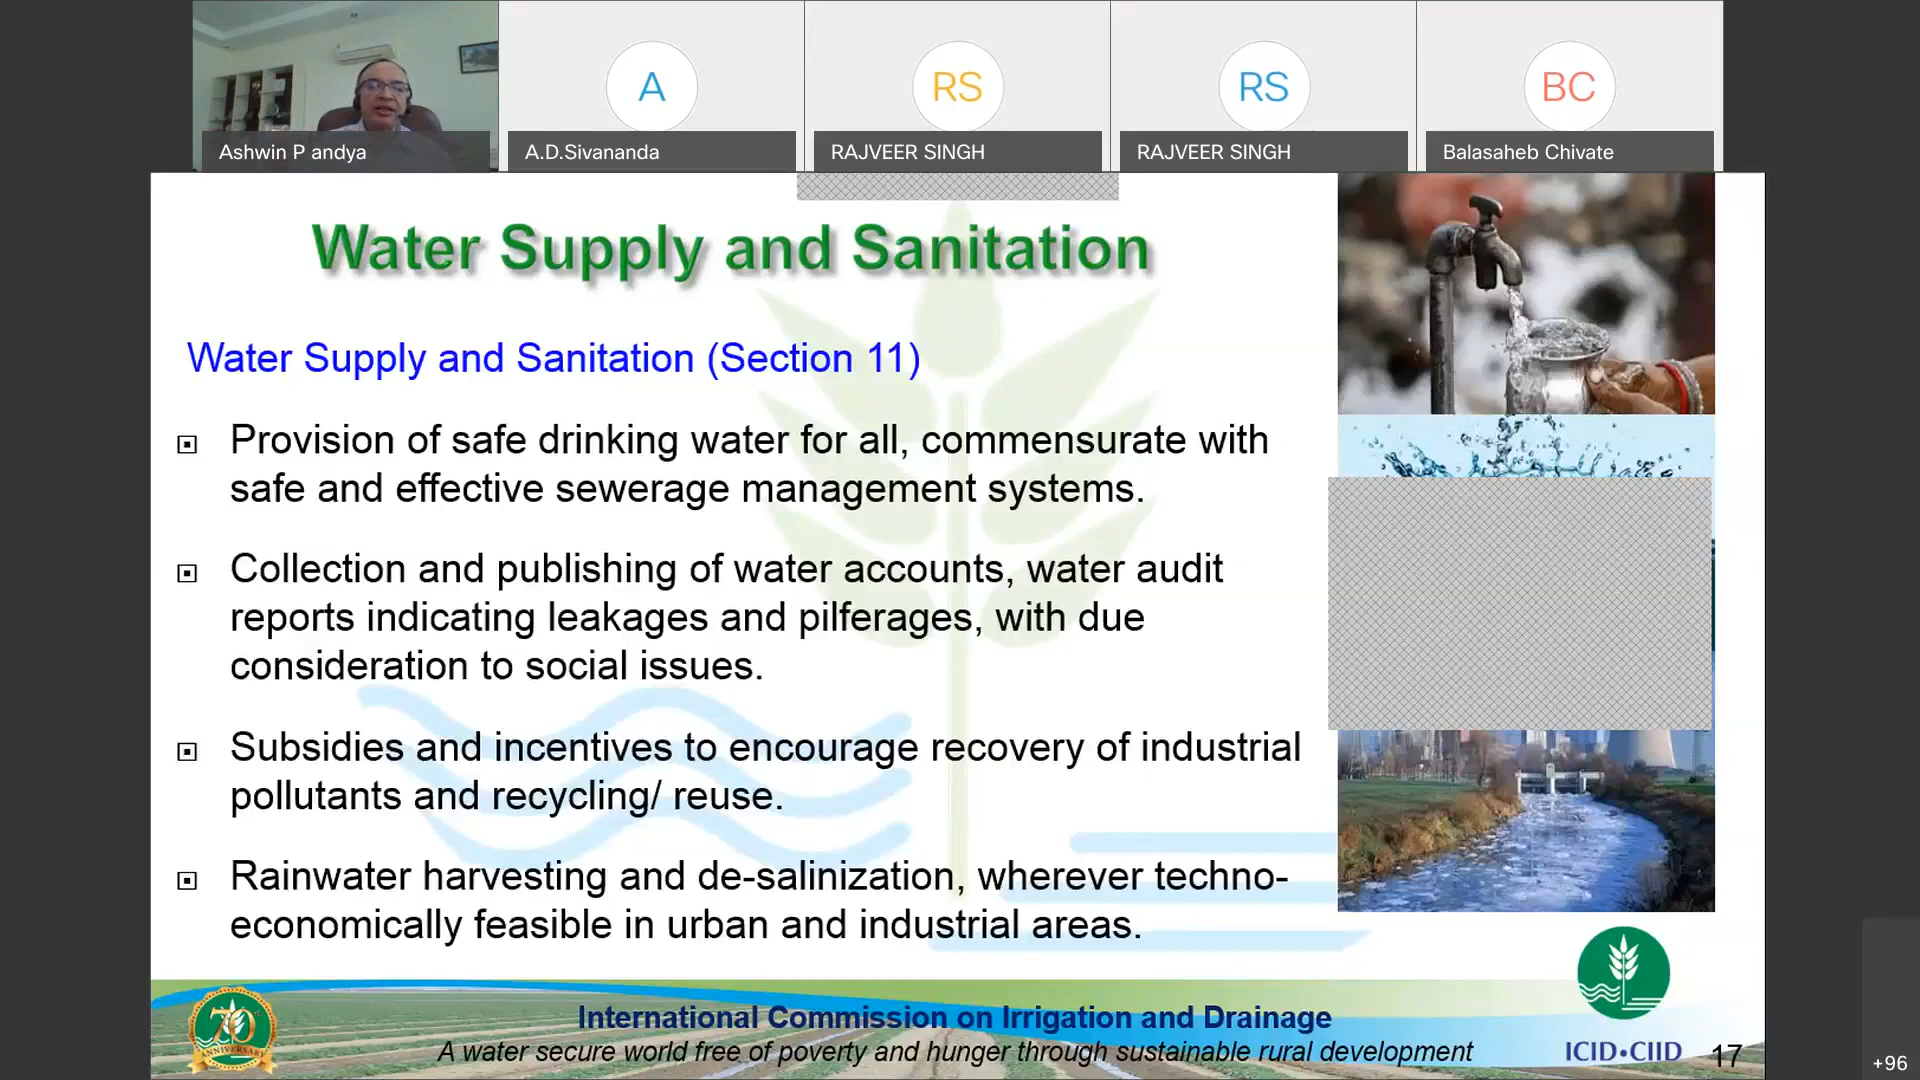 A
RS
RS
BC
Ashwin P andya
A.D.Sivananda
RAJVEER SINGH
RAJVEER SINGH
Balasaheb Chivate
Water Supply and Sanitation
Water Supply and Sanitation (Section 11)
Provision of safe drinking water for all, commensurate with
safe and effective sewerage management systems.
Collection and publishing of water accounts, water audit
reports indicating leakages and pilferages, with due
consideration to social issues.
Subsidies and incentives to encourage recovery of industrial
pollutants and recycling/ reuse.
Rainwater harvesting and de-salinization, wherever techno-
economically feasible in urban and industrial areas.
70
ANNIVERSARY
International Commission on Irrigation and Drainage
A water secure world free of poverty and hunger through sustainable rural development
ICID•CIID
17
+96